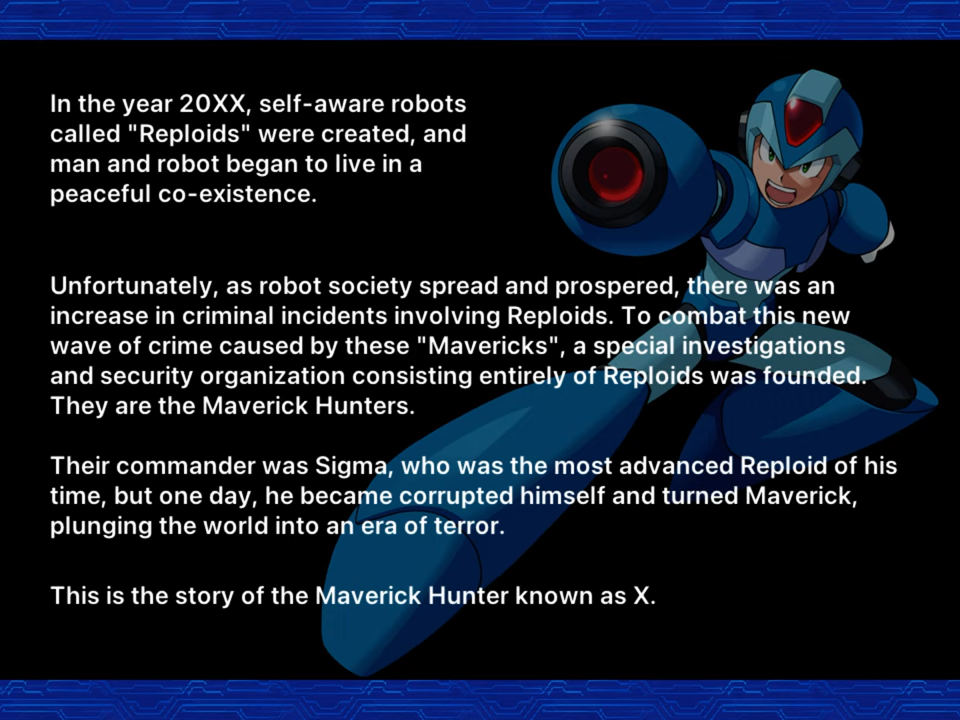 In the year 20XX, self-aware robots
called "Reploids" were created, and
man and robot began to live in a
peaceful co-existence.
Unfortunately, as robot society spread and prospered, there was an
increase in criminal incidents involving Reploids. To combat this new
wave of crime caused by these "Mavericks", a special investigations
and security organization consisting entirely of Reploids was founded.
They are the Maverick Hunters.
Their commander was Sigma, who was the most advanced Reploid of his
time, but one day, he became corrupted himself and turned Maverick,
plunging the world into an era of terror.
This is the story of the Maverick Hunter known as X.